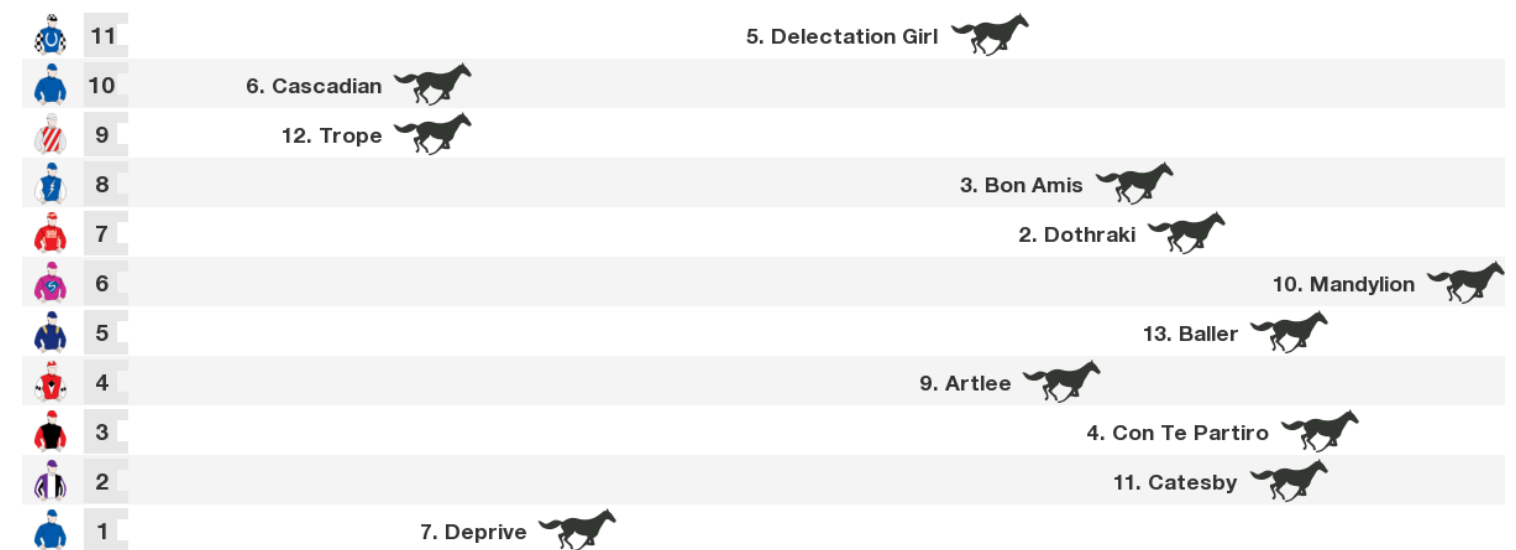 11 5. Delectation Girl
10 6. Cascadian
9 12. Trope
8 3. Bon Amis
7 2. Dothraki
6 10. Mandylion
5 13. Baller
4 9. Artlee
3 4. Con Te Partiro
2 11. Catesby
1 7. Deprive